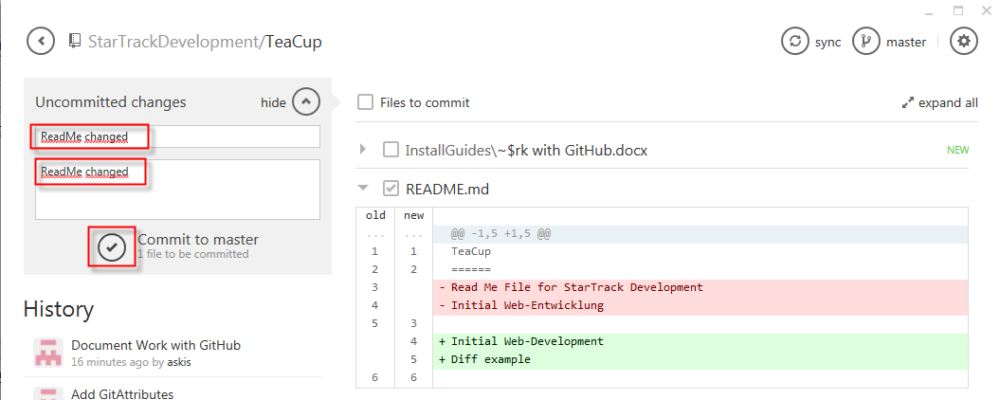 StarTrackDevelopment/TeaCup
sync
master
Uncommitted changes
hide
ReadMe changed
ReadMe changed
Commit to master
1 file to be committed
History
Document Work with GitHub
16 minutes ago by askis
Add GitAttributes
Files to commit
expand all
InstallGuides\~$rk with GitHub.docx
NEW
README.md
old new
... ... @@ -1,5 +1,5 @@
1 1 TeaCup
2 2 ======
3 - Read Me File for StarTrack Development
4 - Initial Web-Entwicklung
5 3
4 + Initial Web-Development
5 + Diff example
6 6